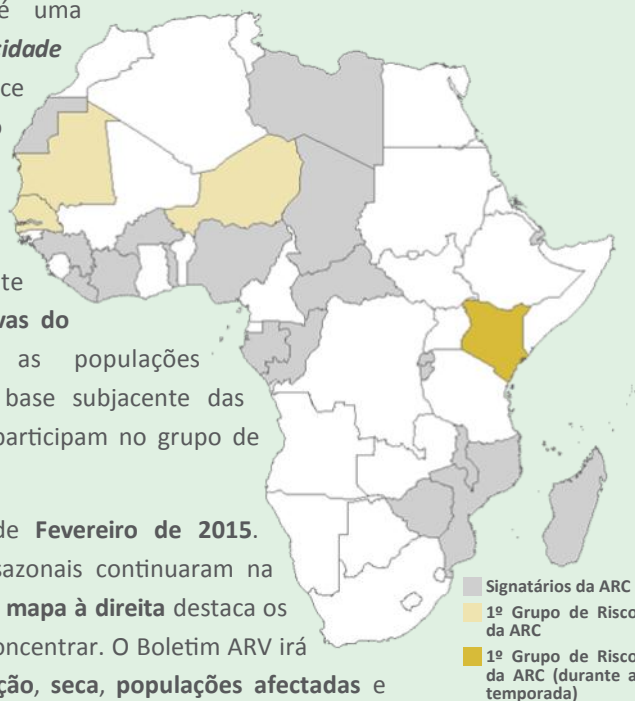 é uma
cidade
ce
te
vas do
as populações
base subjacente das
participam no grupo de
de Fevereiro de 2015.
sazonais continuaram na
mapa à direita destaca os
oncentrar. O Boletim ARV irá
ção, seca, populações afectadas e
Signatários da ARC
1º Grupo de Risco
da ARC
1º Grupo de Risco
da ARC (durante a
temporada)